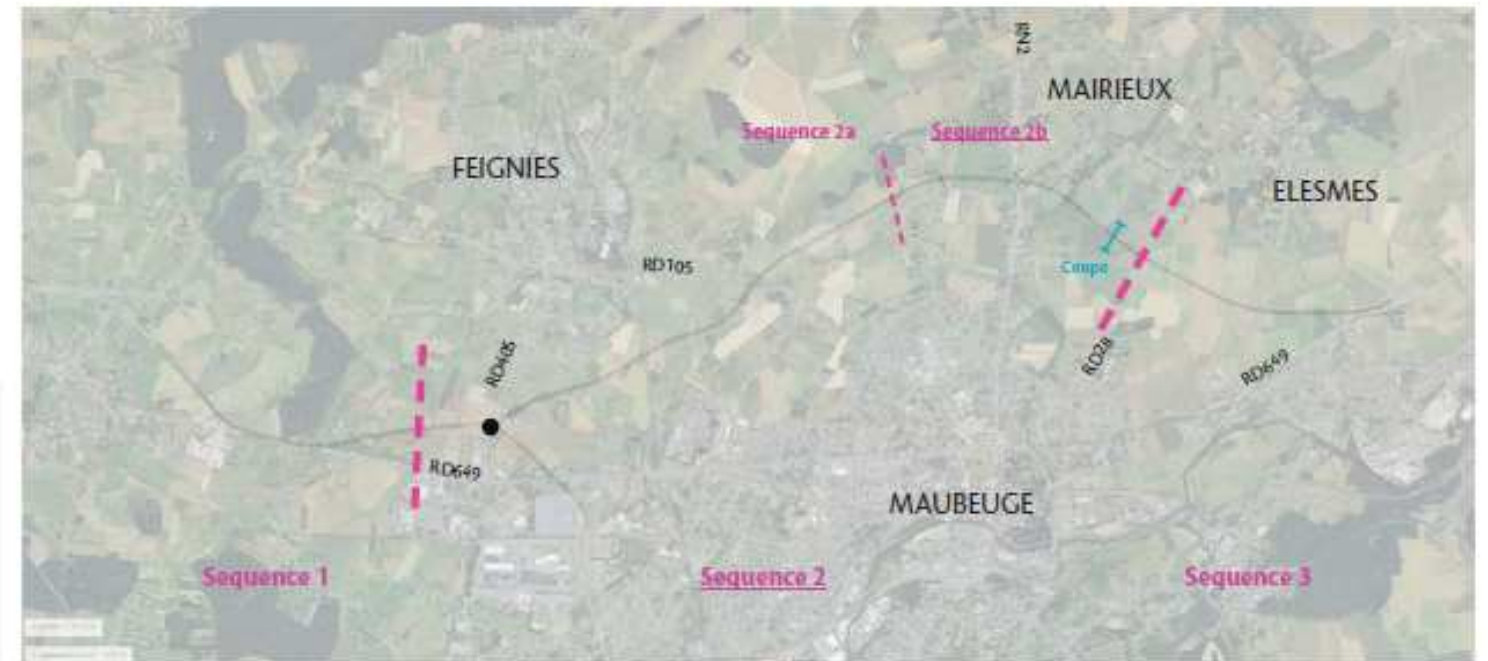 RN2
MAIRIEUX
Sequence 2a
Sequence 2b
FEIGNIES
ELESMES
RD105
Coupe
RD405
RD28
RD649
RD649
MAUBEUGE
Sequence 1
Sequence 2
Sequence 3